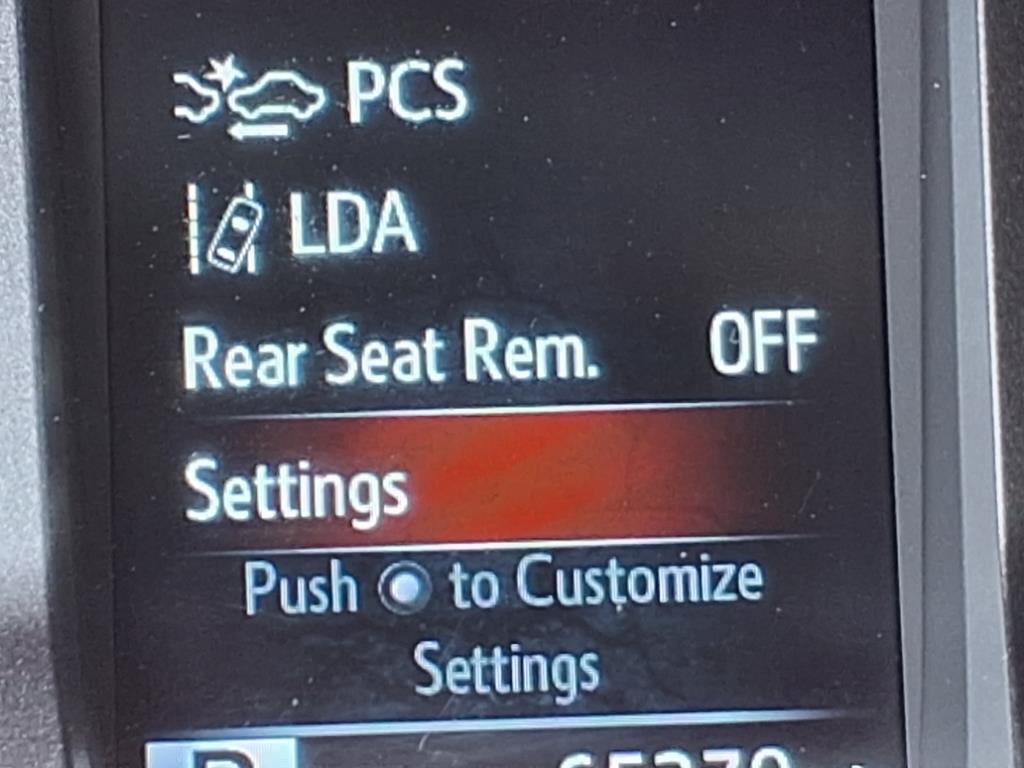 PCS
LDA
Rear Seat Rem. OFF
Settings
Push to Customize
Settings